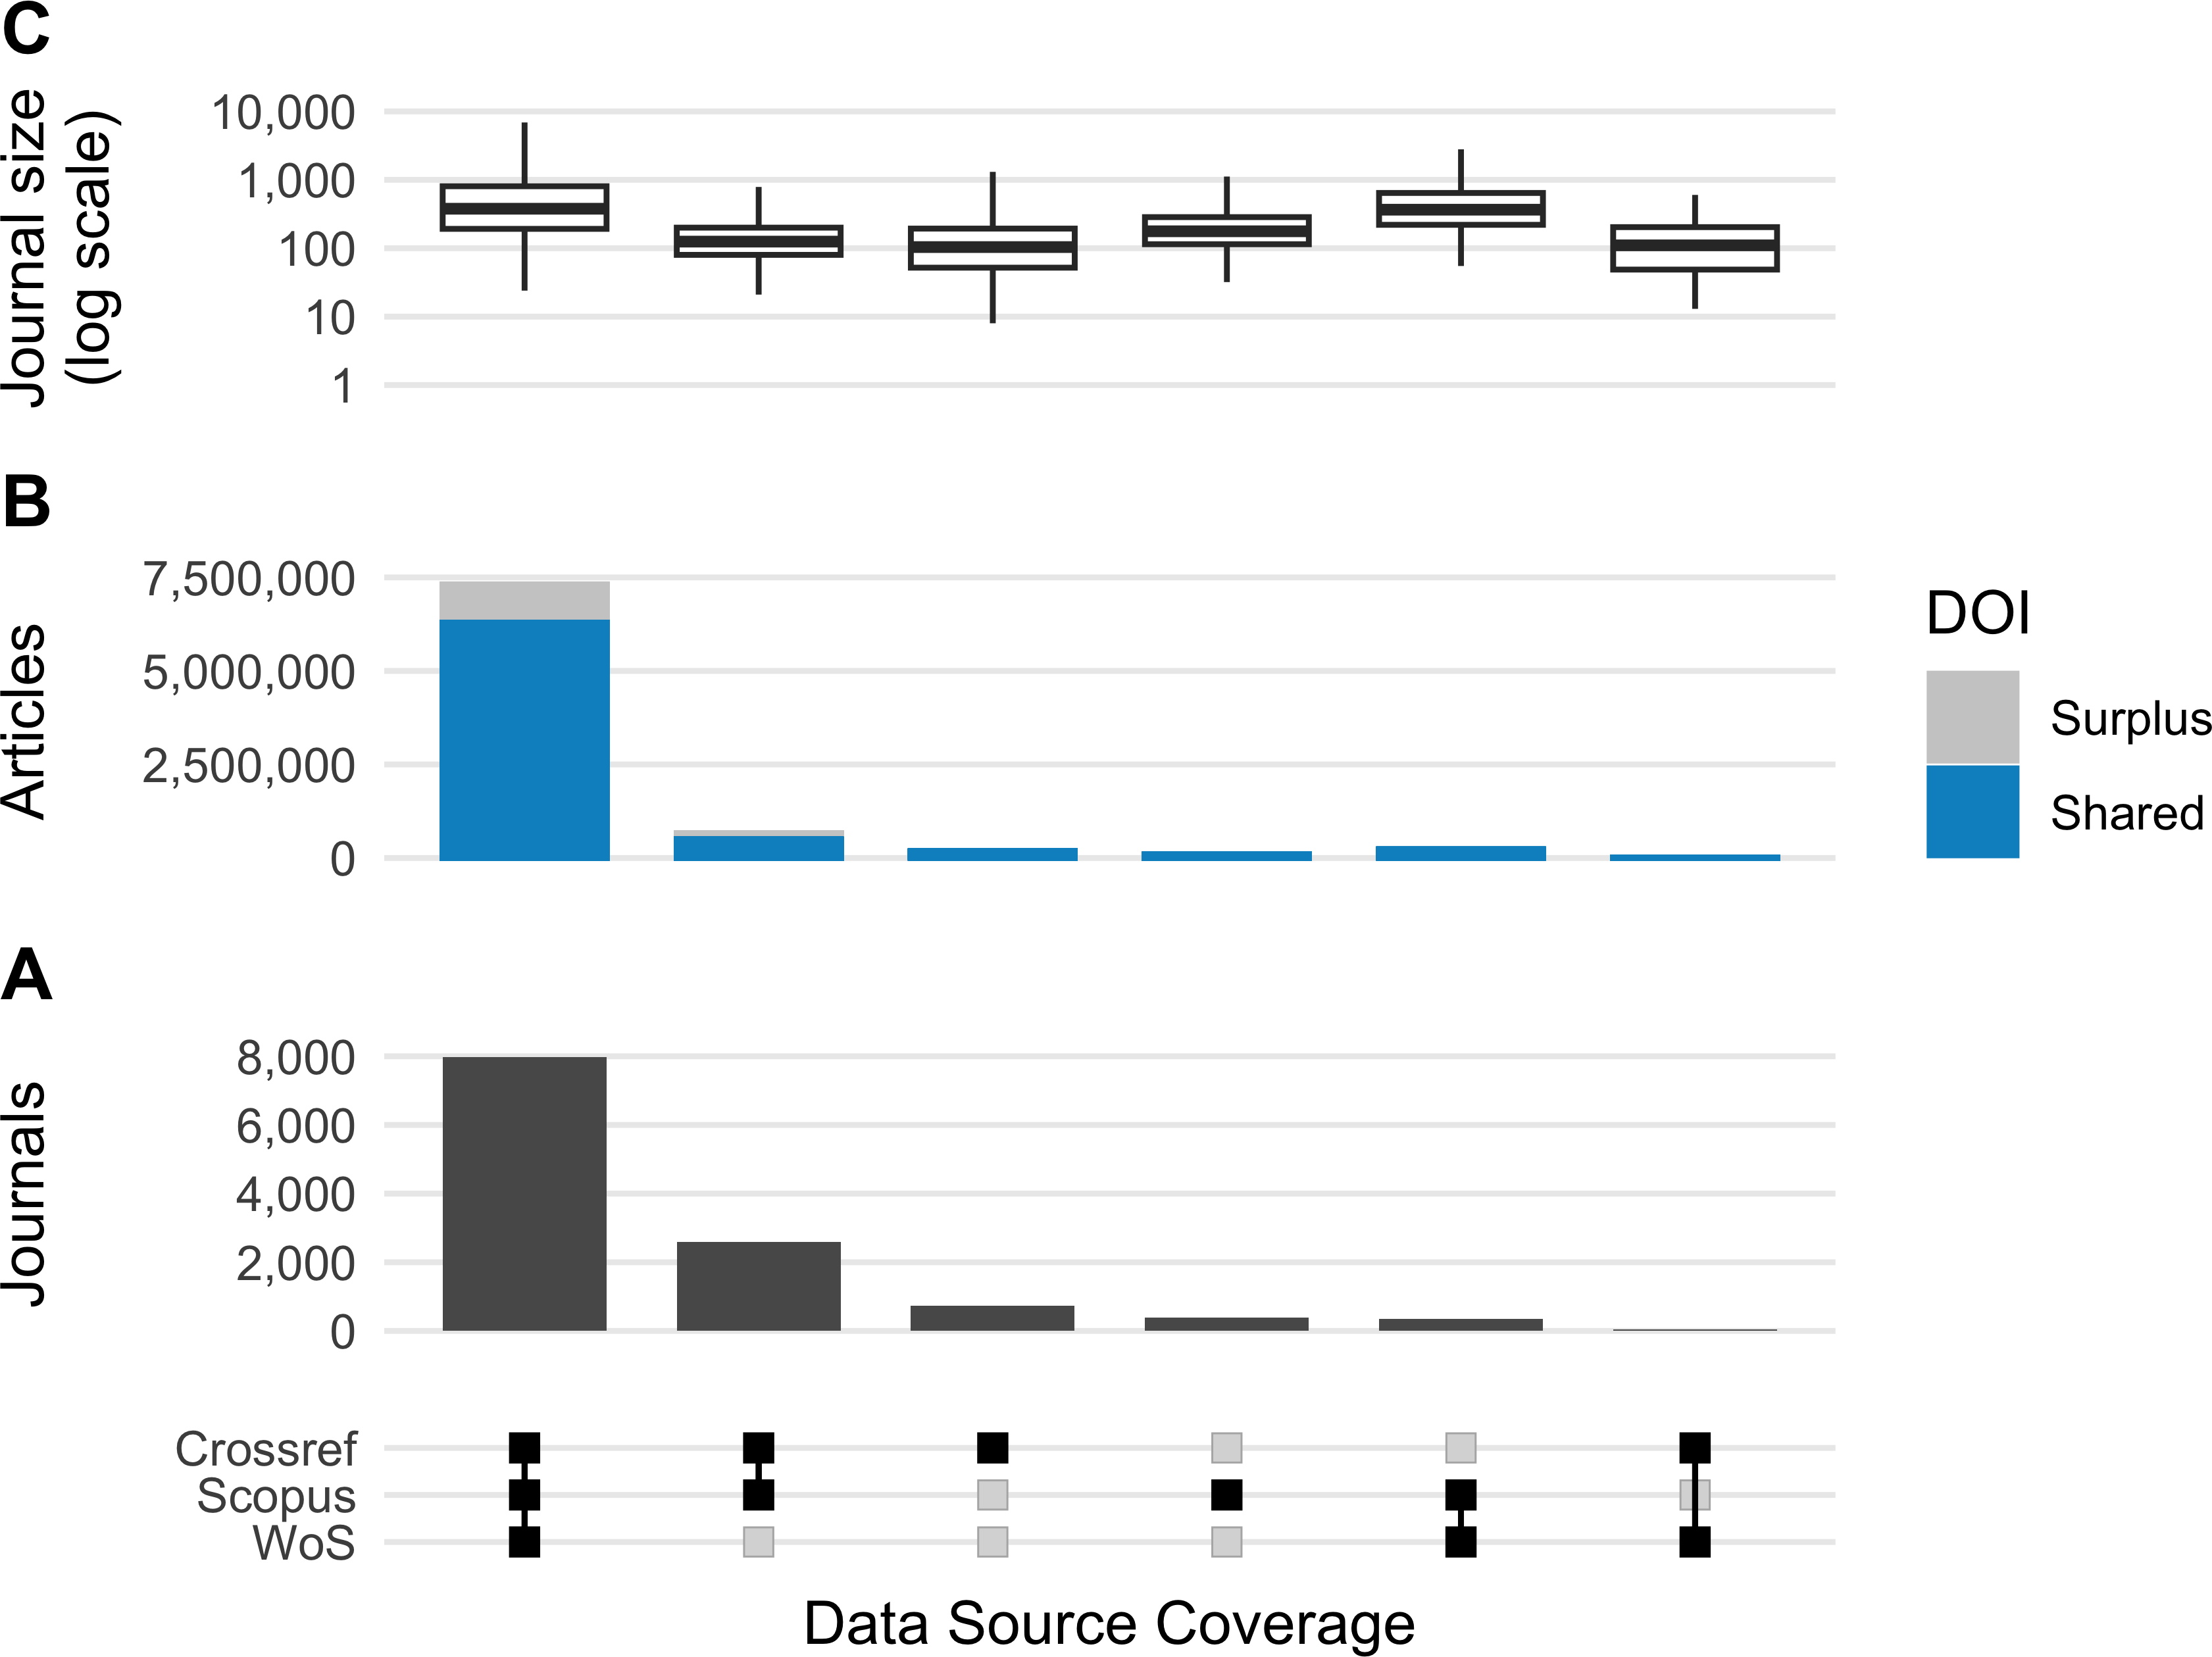 C
Journal size
(log scale)
10,000
1,000
100
10
1
B
Articles
7,500,000
5,000,000
2,500,000
0
DOI
Surplus
Shared
A
Journals
8,000
6,000
4,000
2,000
0
Crossref
Scopus
WoS
Data Source Coverage